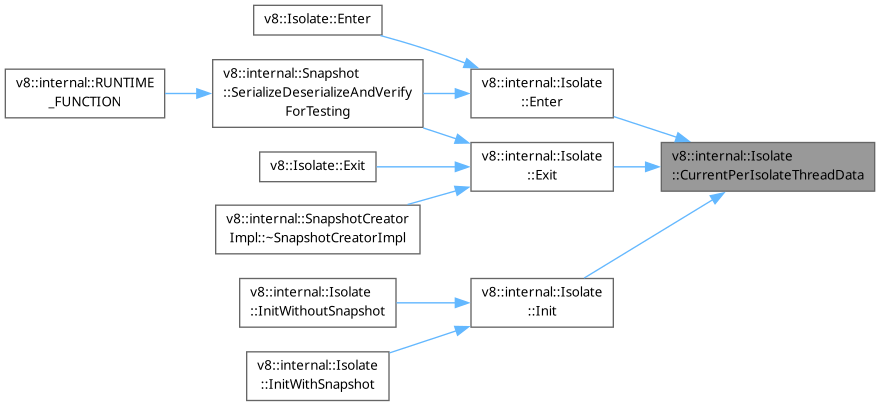 v8::Isolate::Enter
v8::internal::RUNTIME
_FUNCTION
v8::internal::Snapshot
::SerializeDeserializeAndVerify
ForTesting
v8::internal::Isolate
::Enter
v8::Isolate::Exit
v8::internal::Isolate
::Exit
v8::internal::Isolate
::CurrentPerIsolateThreadData
v8::internal::SnapshotCreator
Impl::~SnapshotCreatorImpl
v8::internal::Isolate
::InitWithoutSnapshot
v8::internal::Isolate
::Init
v8::internal::Isolate
::InitWithSnapshot